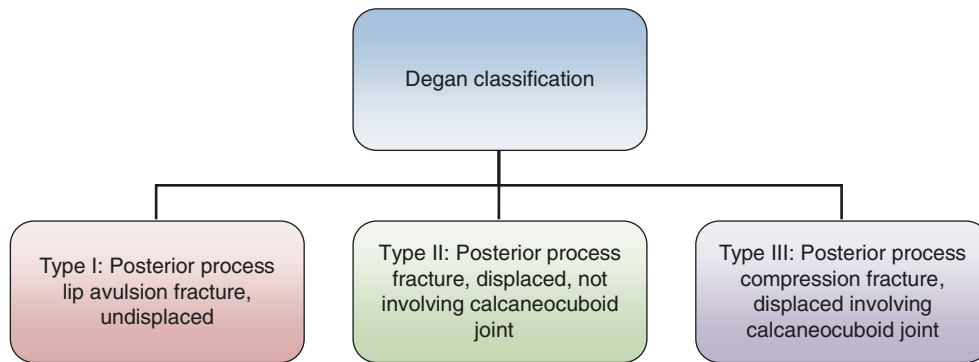 Degan classification
Type I: Posterior process
lip avulsion fracture,
undisplaced
Type II: Posterior process
fracture, displaced, not
involving calcaneocuboid
joint
Type III: Posterior process
compression fracture,
displaced involving
calcaneocuboid joint